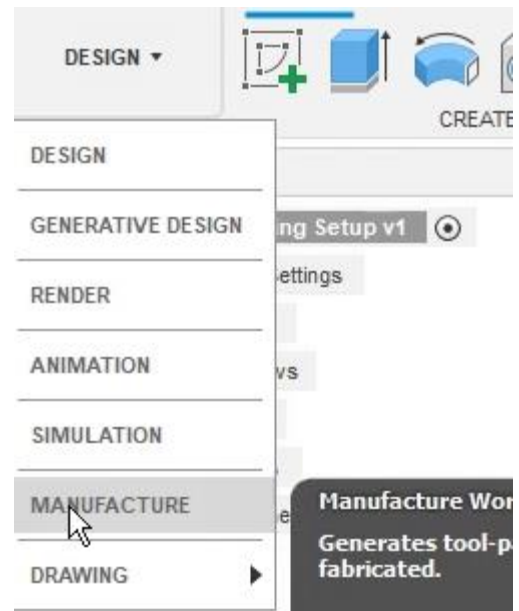 DESIGN
CREATE
DESIGN
GENERATIVE DESIGN
ng Setup v1
ettings
RENDER
ANIMATION
vs
SIMULATION
MANUFACTURE
e
Manufacture Wor
Generates tool-p
fabricated.
DRAWING